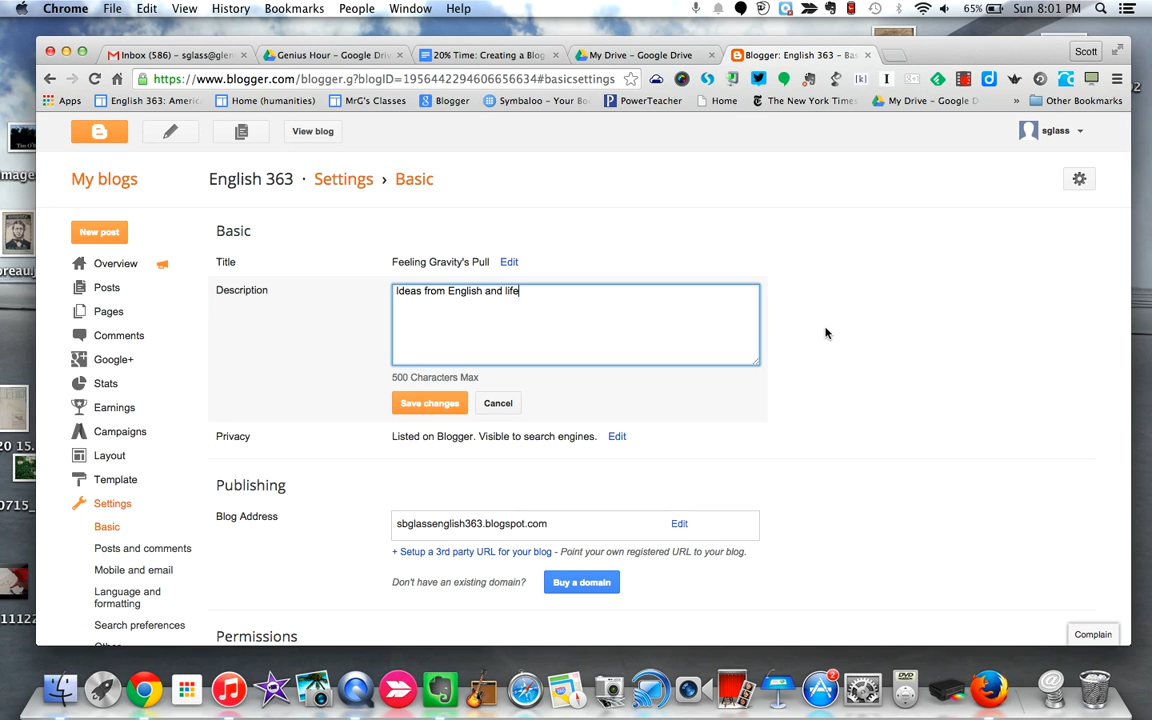 Chrome File Edit View History Bookmarks People Window Help 65% Sun 8:01 PM
Inbox (586) – sglass@glen Genius Hour – Google Driv 20% Time: Creating a Blog My Drive – Google Drive Blogger: English 363 – Bas Scott
https://www.blogger.com/blogger.g?blogID=1956442294606656634#basicsettings
Apps English 363: Americ Home (humanities) MrG's Classes Blogger Symbaloo – Your Bo PowerTeacher Home The New York Times My Drive – Google D » Other Bookmarks
View blog sglass
My blogs English 363 · Settings › Basic
New post
Basic
Title Feeling Gravity's Pull Edit
Overview
Description Ideas from English and life
Posts
Pages
Comments
Google+
500 Characters Max
Stats
Save changes Cancel
Earnings
Campaigns
Privacy Listed on Blogger. Visible to search engines. Edit
Layout
Template
Publishing
Settings
Blog Address sbglassenglish363.blogspot.com Edit
Basic
Posts and comments
+ Setup a 3rd party URL for your blog - Point your own registered URL to your blog.
Mobile and email
Don't have an existing domain? Buy a domain
Language and
formatting
Search preferences
Permissions
Complain